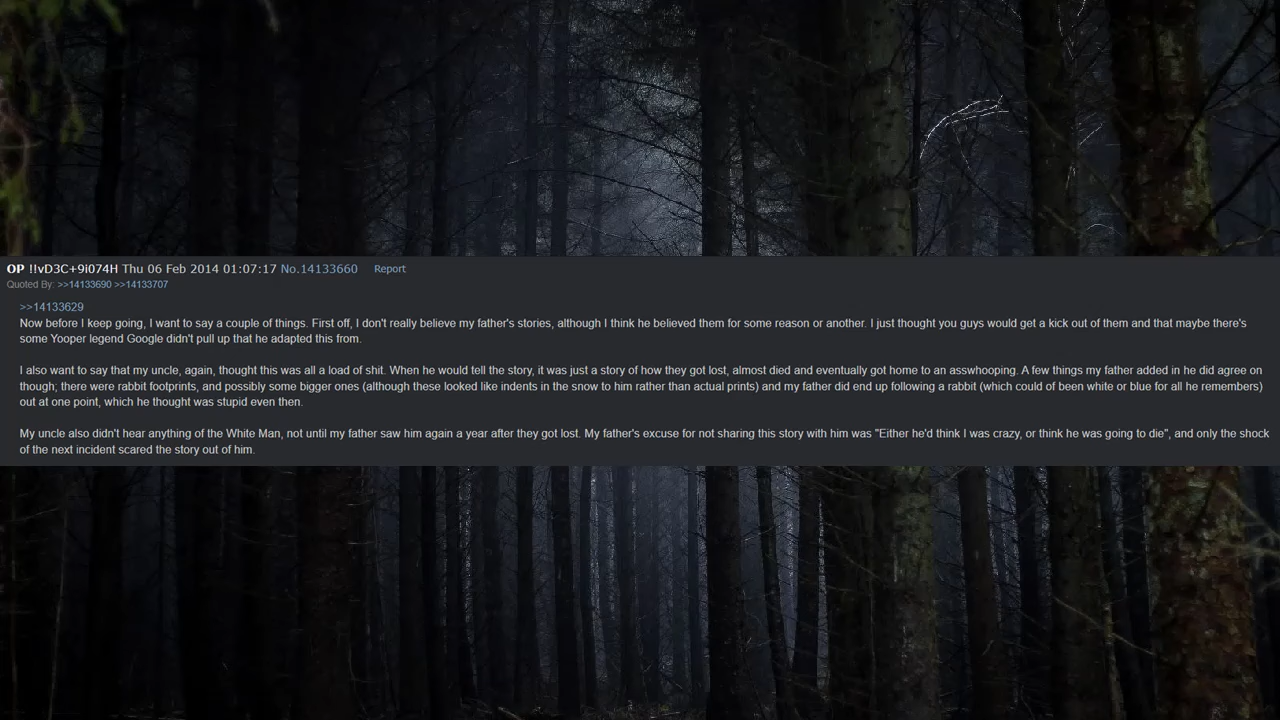 OP !!vD3C+9i074H Thu 06 Feb 2014 01:07:17 No.14133660 Report
Quoted By: >>14133690 >>14133707
>>14133629
Now before I keep going, I want to say a couple of things. First off, I don't really believe my father's stories, although I think he believed them for some reason or another. I just thought you guys would get a kick out of them and that maybe there's
some Yooper legend Google didn't pull up that he adapted this from.
I also want to say that my uncle, again, thought this was all a load of shit. When he would tell the story, it was just a story of how they got lost, almost died and eventually got home to an asswhooping. A few things my father added in he did agree on
though; there were rabbit footprints, and possibly some bigger ones (although these looked like indents in the snow to him rather than actual prints) and my father did end up following a rabbit (which could of been white or blue for all he remembers)
out at one point, which he thought was stupid even then.
My uncle also didn't hear anything of the White Man, not until my father saw him again a year after they got lost. My father's excuse for not sharing this story with him was "Either he'd think I was crazy, or think he was going to die", and only the shock
of the next incident scared the story out of him.